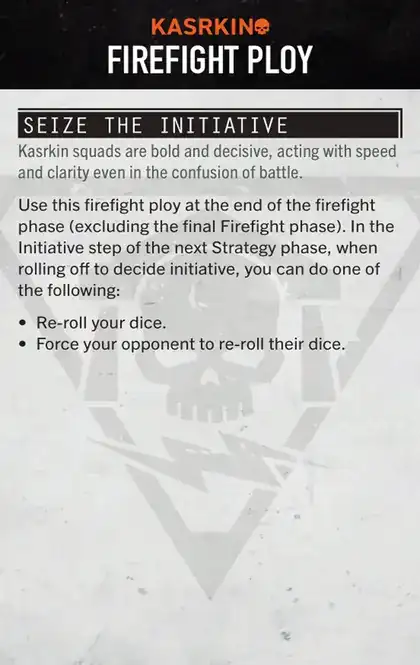 KASRKIN
FIREFIGHT PLOY
SEIZE THE INITIATIVE
Kasrkin squads are bold and decisive, acting with speed
and clarity even in the confusion of battle.
Use this firefight ploy at the end of the firefight
phase (excluding the final Firefight phase). In the
Initiative step of the next Strategy phase, when
rolling off to decide initiative, you can do one of
the following:
• Re-roll your dice.
• Force your opponent to re-roll their dice.